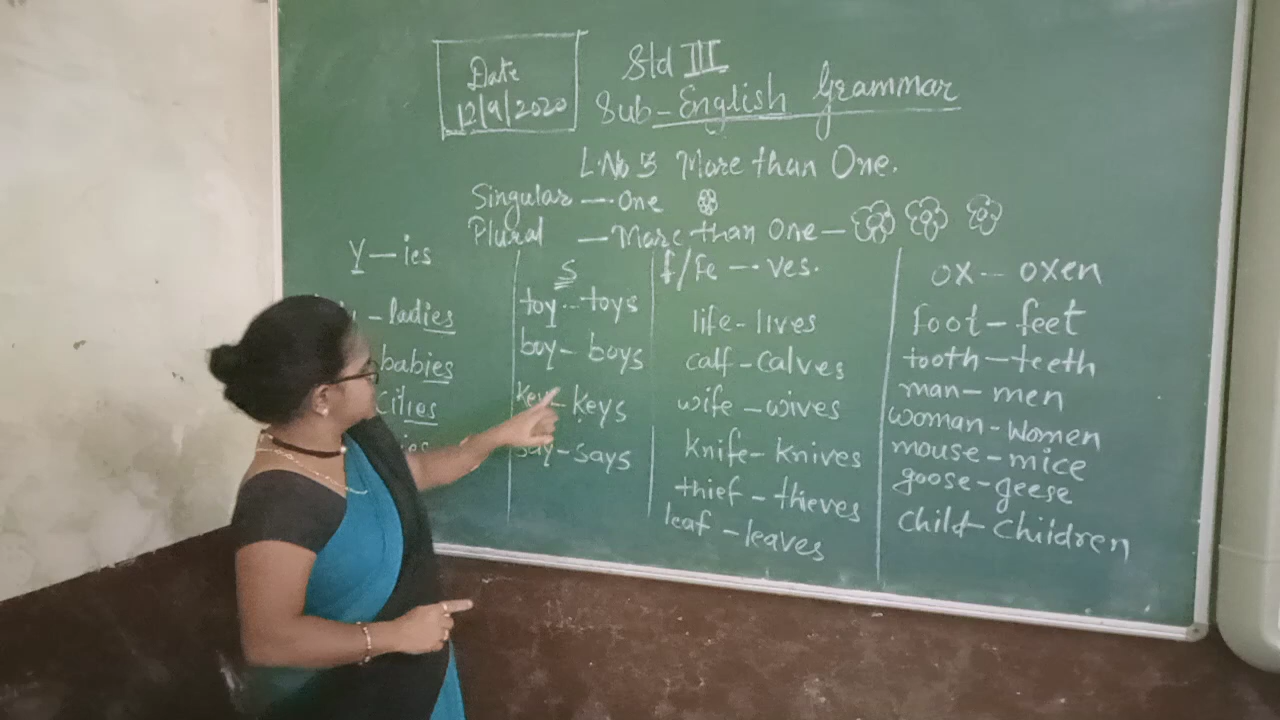 Date
12/9/2020
Std III
Sub-English Grammar
L.No 5 More than One.
Singular — One
Plural — More than One —
Y — ies
- ladies
babies
cities
ies
s
toy - toys
boy - boys
key - keys
say - says
f/fe - ves.
life - lives
calf - calves
wife - wives
knife - knives
thief - thieves
leaf - leaves
ox - oxen
foot - feet
tooth - teeth
man - men
woman - women
mouse - mice
goose - geese
child - children